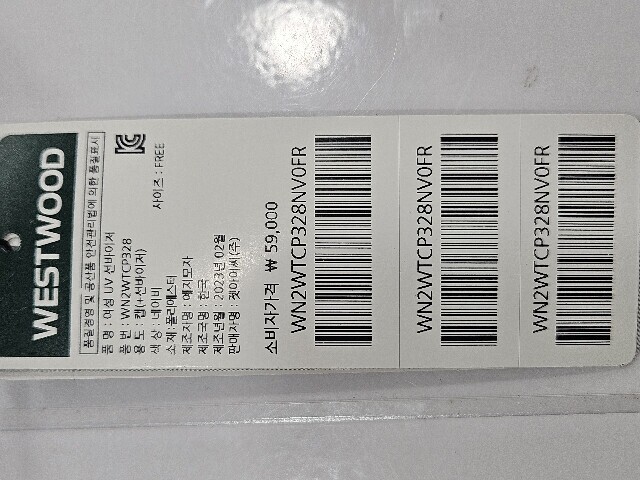 WESTWOOD
품질경영 및 공산품 안전관리법에 의한 품질표시
품 명 : 여성 UV 선바이저
품 번 : WN2WTCP328
용 도 : 캡(+선바이저)
색 상 : 네이비
사이즈 : FREE
소재 : 폴리에스터
제조자명 : 에지모자
제조국명 : 한국
제조년월 : 2023년 02월
판매자명 : 젯아이씨(주)
소비자가격 ₩ 59,000
WN2WTCP328NV0FR
WN2WTCP328NV0FR
WN2WTCP328NV0FR